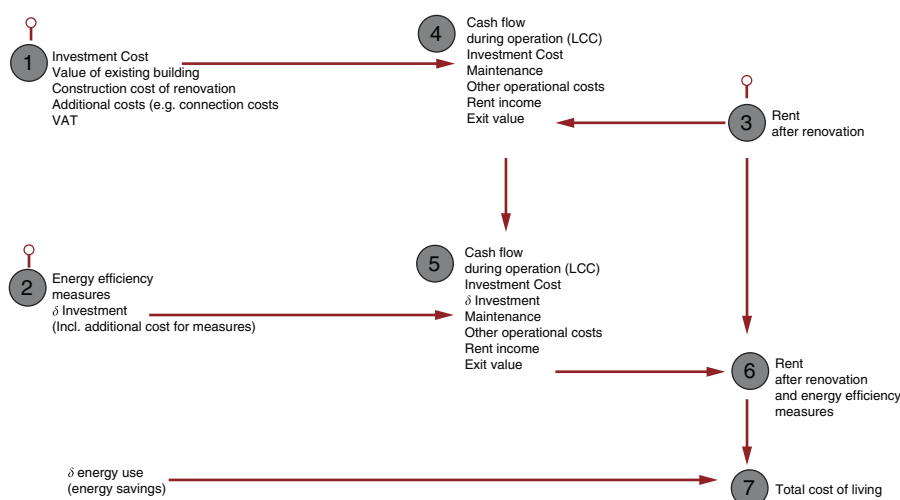 1
Investment Cost
Value of existing building
Construction cost of renovation
Additional costs (e.g. connection costs
VAT
4
Cash flow
during operation (LCC)
Investment Cost
Maintenance
Other operational costs
Rent income
Exit value
3
Rent
after renovation
2
Energy efficiency
measures
δ Investment
(Incl. additional cost for measures)
5
Cash flow
during operation (LCC)
Investment Cost
δ Investment
Maintenance
Other operational costs
Rent income
Exit value
6
Rent
after renovation
and energy efficiency
measures
δ energy use
(energy savings)
7
Total cost of living